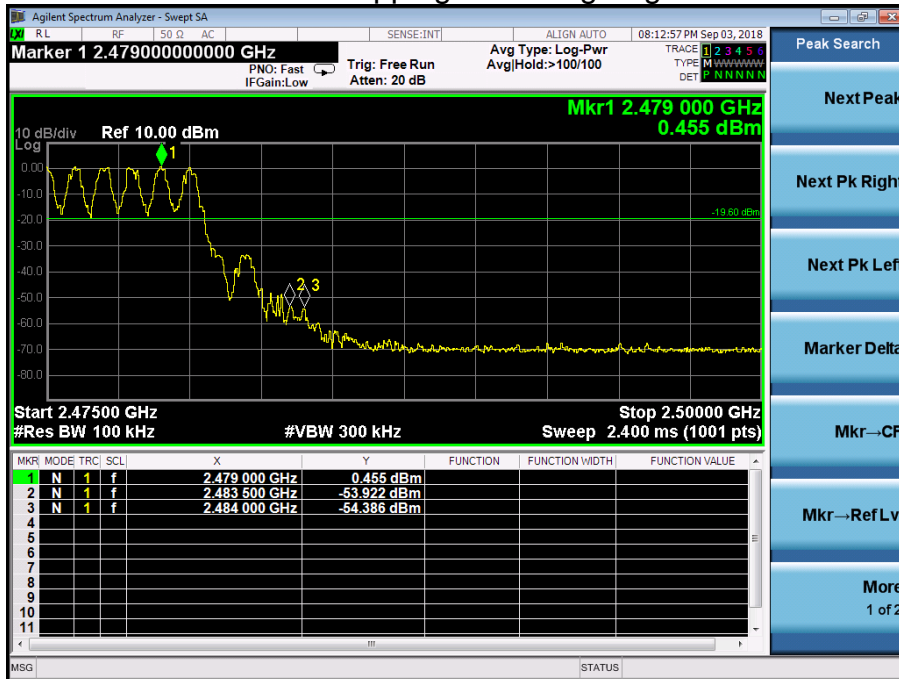 Agilent Spectrum Analyzer - Swept SA
LXI RL RF 50 Ω AC SENSE:INT ALIGN AUTO 08:12:57 PM Sep 03, 2018
Marker 1 2.479000000000 GHz
PNO: Fast
IFGain:Low
Trig: Free Run
Atten: 20 dB
Avg Type: Log-Pwr
Avg|Hold:>100/100
TRACE 1 2 3 4 5 6
TYPE M WWWWW
DET P N N N N N
Peak Search
Next Peak
Next Pk Right
Next Pk Left
Marker Delta
Mkr→CF
Mkr→Ref Lv
More
1 of 2
Mkr1 2.479 000 GHz
0.455 dBm
10 dB/div Ref 10.00 dBm
Log
1
0.00
-10.0
-20.0
-19.60 dBm
-30.0
-40.0
2 3
-50.0
-60.0
-70.0
-80.0
Start 2.47500 GHz Stop 2.50000 GHz
#Res BW 100 kHz #VBW 300 kHz Sweep 2.400 ms (1001 pts)
MKR MODE TRC SCL X Y FUNCTION FUNCTION WIDTH FUNCTION VALUE
1 N 1 f 2.479 000 GHz 0.455 dBm
2 N 1 f 2.483 500 GHz -53.922 dBm
3 N 1 f 2.484 000 GHz -54.386 dBm
4
5
6
7
8
9
10
11
MSG STATUS